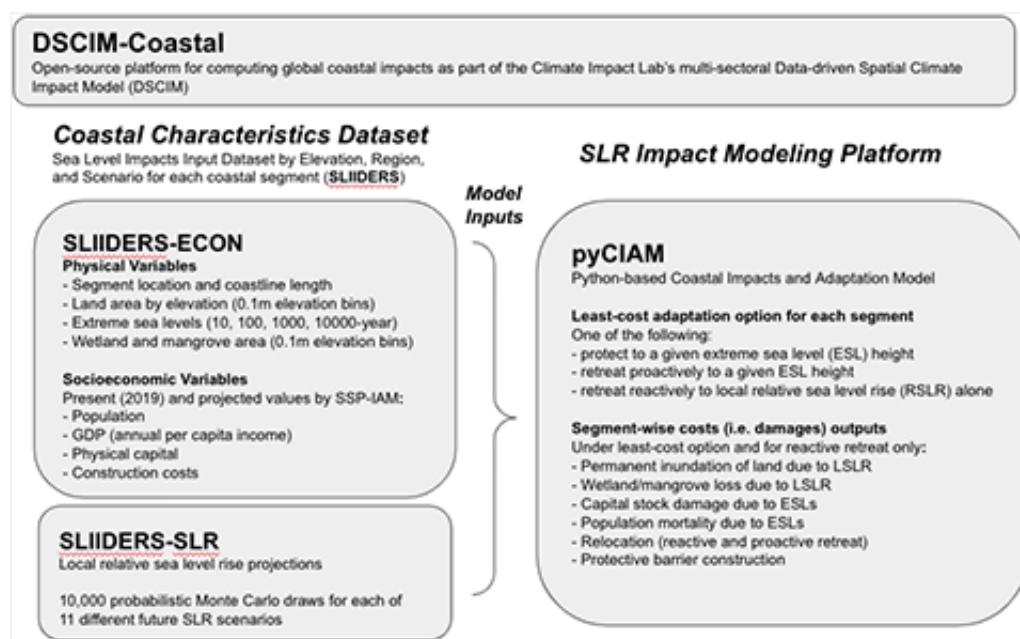 DSCIM-Coastal
Open-source platform for computing global coastal impacts as part of the Climate Impact Lab's multi-sectoral Data-driven Spatial Climate
Impact Model (DSCIM)
Coastal Characteristics Dataset
Sea Level Impacts Input Dataset by Elevation, Region,
and Scenario for each coastal segment (SLIIDERS)
SLIIDERS-ECON
Physical Variables
- Segment location and coastline length
- Land area by elevation (0.1m elevation bins)
- Extreme sea levels (10, 100, 1000, 10000-year)
- Wetland and mangrove area (0.1m elevation bins)
Socioeconomic Variables
Present (2019) and projected values by SSP-IAM:
- Population
- GDP (annual per capita income)
- Physical capital
- Construction costs
SLIIDERS-SLR
Local relative sea level rise projections
10,000 probabilistic Monte Carlo draws for each of
11 different future SLR scenarios
Model
Inputs
SLR Impact Modeling Platform
pyCIAM
Python-based Coastal Impacts and Adaptation Model
Least-cost adaptation option for each segment
One of the following:
- protect to a given extreme sea level (ESL) height
- retreat proactively to a given ESL height
- retreat reactively to local relative sea level rise (RSLR) alone
Segment-wise costs (i.e. damages) outputs
Under least-cost option and for reactive retreat only:
- Permanent inundation of land due to LSLR
- Wetland/mangrove loss due to LSLR
- Capital stock damage due to ESLs
- Population mortality due to ESLs
- Relocation (reactive and proactive retreat)
- Protective barrier construction